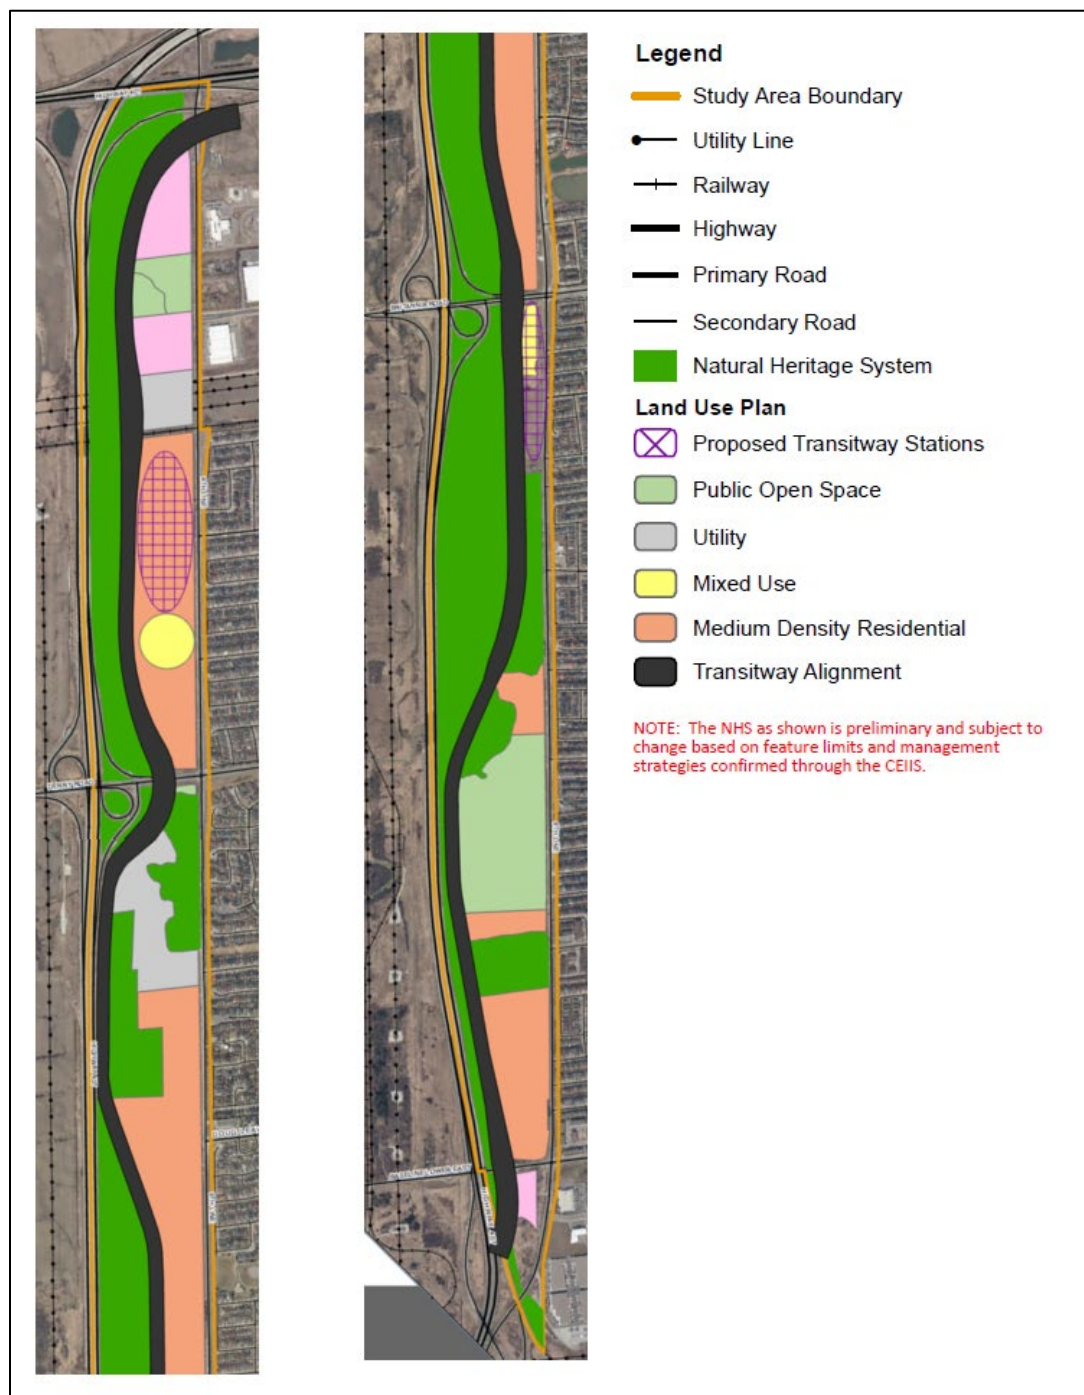 Legend
Study Area Boundary
Utility Line
Railway
Highway
Primary Road
Secondary Road
Natural Heritage System
Land Use Plan
Proposed Transitway Stations
Public Open Space
Utility
Mixed Use
Medium Density Residential
Transitway Alignment
NOTE: The NHS as shown is preliminary and subject to
change based on feature limits and management
strategies confirmed through the CEIIS.